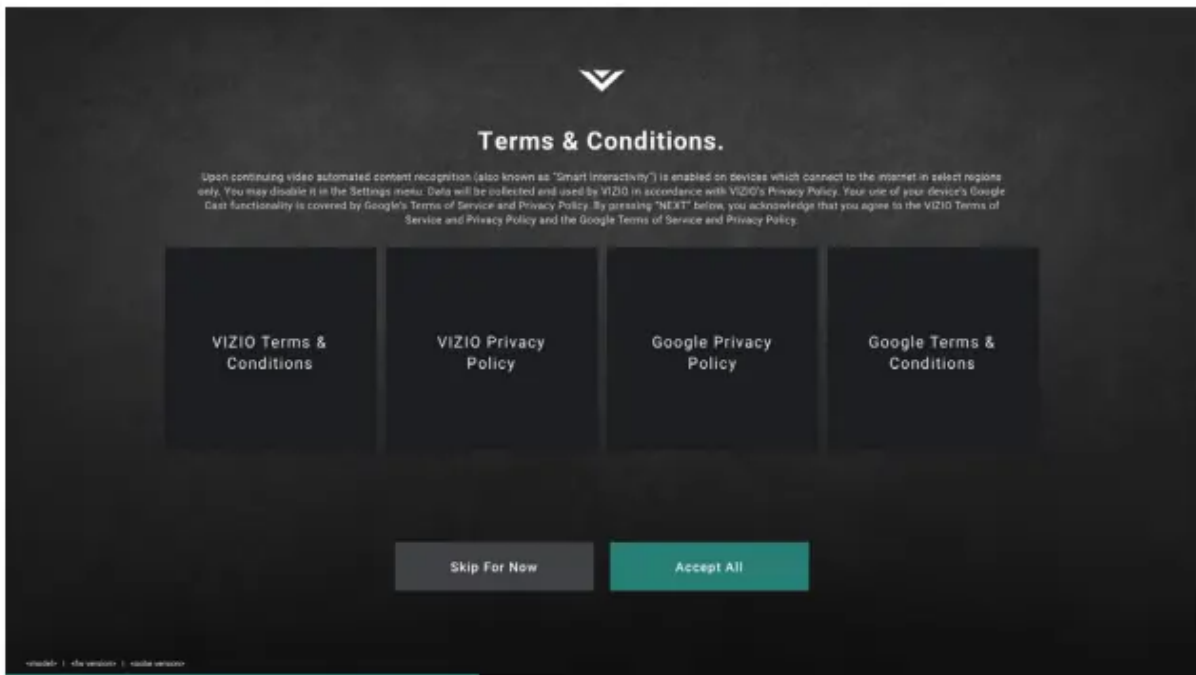 Terms & Conditions.
Upon continuing video automated content recognition (also known as "Smart Interactivity") is enabled on devices which connect to the internet in select regions
only. You may disable it in the Settings menu. Data will be collected and used by VIZIO in accordance with VIZIO's Privacy Policy. Your use of your device's Google
Cast functionality is covered by Google's Terms of Service and Privacy Policy. By pressing "NEXT" below, you acknowledge that you agree to the VIZIO Terms of
Service and Privacy Policy and the Google Terms of Service and Privacy Policy.
VIZIO Terms &
Conditions
VIZIO Privacy
Policy
Google Privacy
Policy
Google Terms &
Conditions
Skip For Now
Accept All
<model> | <fw version> | <scbe version>